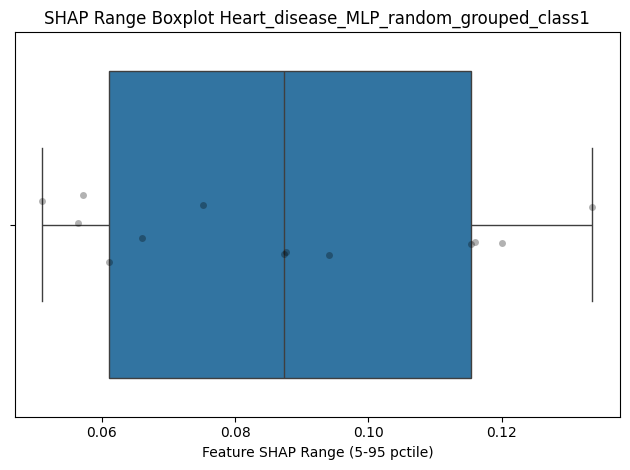 SHAP Range Boxplot Heart_disease_MLP_random_grouped_class1
0.06 0.08 0.10 0.12
Feature SHAP Range (5-95 pctile)